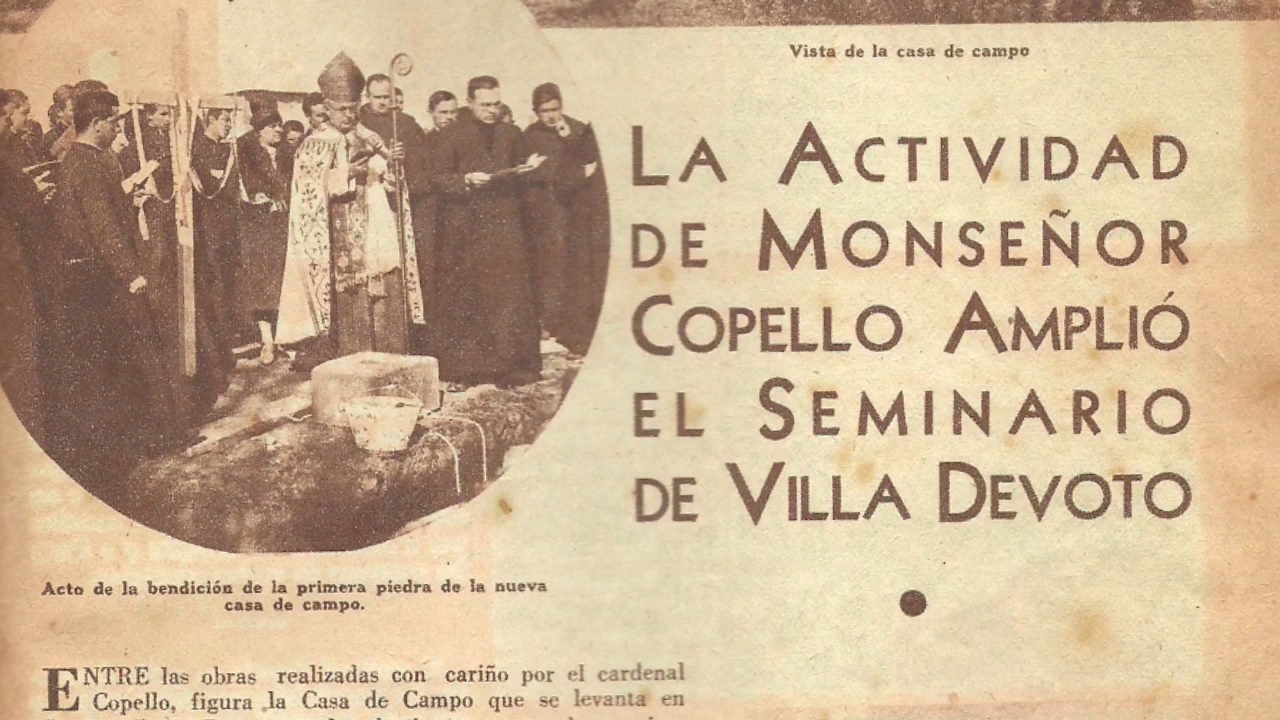 Vista de la casa de campo
LA ACTIVIDAD
DE MONSEÑOR
COPELLO AMPLIÓ
EL SEMINARIO
DE VILLA DEVOTO
Acto de la bendición de la primera piedra de la nueva
casa de campo.
ENTRE las obras realizadas con cariño por el cardenal
Copello, figura la Casa de Campo que se levanta en